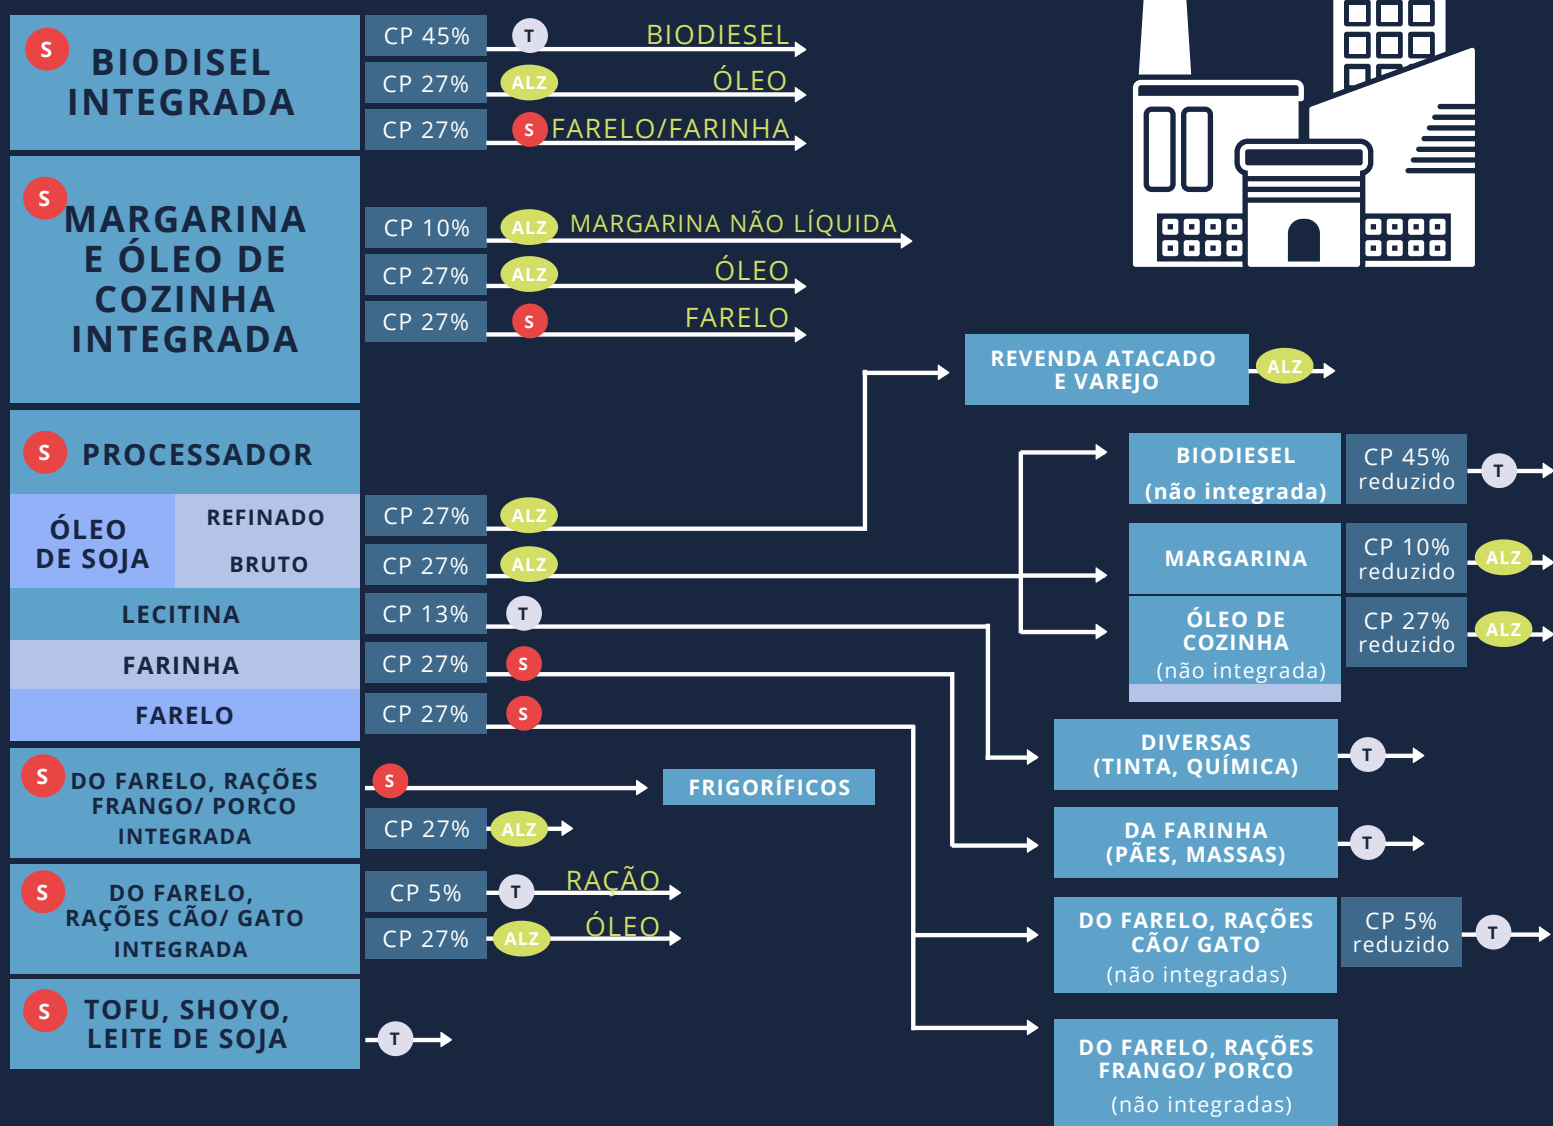 S
BIODISEL
INTEGRADA
CP 45%
T
BIODIESEL
CP 27%
ALZ
ÓLEO
CP 27%
S
FARELO/FARINHA
S
MARGARINA
E ÓLEO DE
COZINHA
INTEGRADA
CP 10%
ALZ
MARGARINA NÃO LÍQUIDA
CP 27%
ALZ
ÓLEO
CP 27%
S
FARELO
S
PROCESSADOR
ÓLEO
DE SOJA
REFINADO
BRUTO
CP 27%
ALZ
CP 27%
ALZ
LECITINA
CP 13%
T
FARINHA
CP 27%
S
FARELO
CP 27%
S
REVENDA ATACADO
E VAREJO
ALZ
BIODIESEL
(não integrada)
CP 45%
reduzido
T
MARGARINA
CP 10%
reduzido
ALZ
ÓLEO DE
COZINHA
(não integrada)
CP 27%
reduzido
ALZ
DIVERSAS
(TINTA, QUÍMICA)
T
DA FARINHA
(PÃES, MASSAS)
T
DO FARELO, RAÇÕES
CÃO/ GATO
(não integradas)
CP 5%
reduzido
T
DO FARELO, RAÇÕES
FRANGO/ PORCO
(não integradas)
S
DO FARELO, RAÇÕES
FRANGO/ PORCO
INTEGRADA
S
FRIGORÍFICOS
CP 27%
ALZ
S
DO FARELO,
RAÇÕES CÃO/ GATO
INTEGRADA
CP 5%
T
RAÇÃO
CP 27%
ALZ
ÓLEO
S
TOFU, SHOYO,
LEITE DE SOJA
T